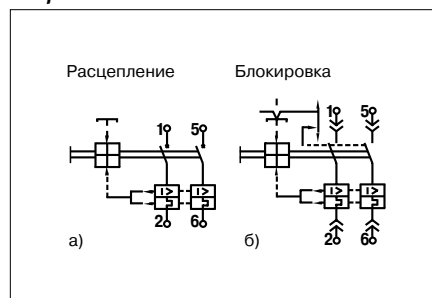 Расцепление Блокировка
1 5 1 5
I> I> I> I>
2 6 2 6
а) б)